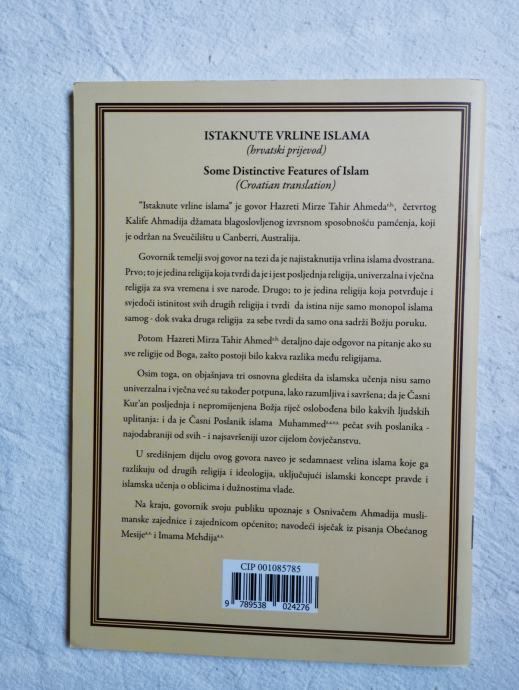 ISTAKNUTE VRLINE ISLAMA
(hrvatski prijevod)
Some Distinctive Features of Islam
(Croatian translation)
"Istaknute vrline islama" je govor Hazreti Mirze Tahir Ahmeda r.h., četvrtog
Kalife Ahmadija džamata blagoslovljenog izvrsnom sposobnošću pamćenja, koji
je održan na Sveučilištu u Canberri, Australija.
Govornik temelji svoj govor na tezi da je najistaknutija vrlina islama dvostrana.
Prvo; to je jedina religija koja tvrdi da je i jest posljednja religija, univerzalna i vječna
religija za sva vremena i sve narode. Drugo; to je jedina religija koja potvrđuje i
svjedoči istinitost svih drugih religija i tvrdi da istina nije samo monopol islama
samog - dok svaka druga religija za sebe tvrdi da samo ona sadrži Božju poruku.
Potom Hazreti Mirza Tahir Ahmed r.h. detaljno daje odgovor na pitanje ako su
sve religije od Boga, zašto postoji bilo kakva razlika među religijama.
Osim toga, on objašnjava tri osnovna gledišta da islamska učenja nisu samo
univerzalna i vječna već su također potpuna, lako razumljiva i savršena; da je Časni
Kur'an posljednja i nepromijenjena Božja riječ oslobođena bilo kakvih ljudskih
uplitanja: i da je Časni Poslanik islama Muhammed s.a.v.s. pečat svih poslanika -
najodabraniji od svih - i najsavršeniji uzor cijelom čovječanstvu.
U središnjem dijelu ovog govora naveo je sedamnaest vrlina islama koje ga
razlikuju od drugih religija i ideologija, uključujući islamski koncept pravde i
islamska učenja o oblicima i dužnostima vlade.
Na kraju, govornik svoju publiku upoznaje s Osnivačem Ahmadija musli-
manske zajednice i zajednicom općenito; navodeći isječak iz pisanja Obećanog
Mesije a.s. i Imama Mehdija a.s.
CIP 001085785
9 789538 024276